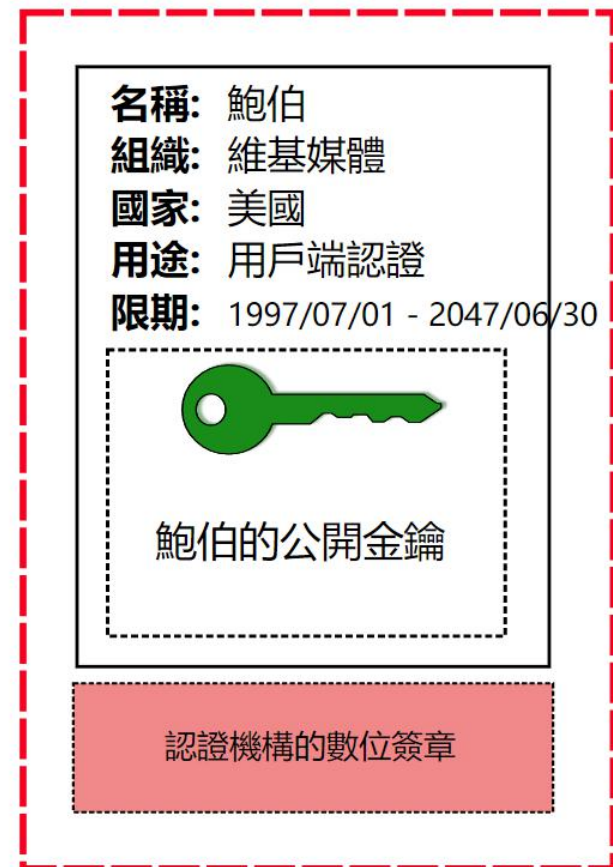 名稱: 鮑伯
組織: 維基媒體
國家: 美國
用途: 用戶端認證
限期: 1997/07/01 - 2047/06/30
鮑伯的公開金鑰
認證機構的數位簽章